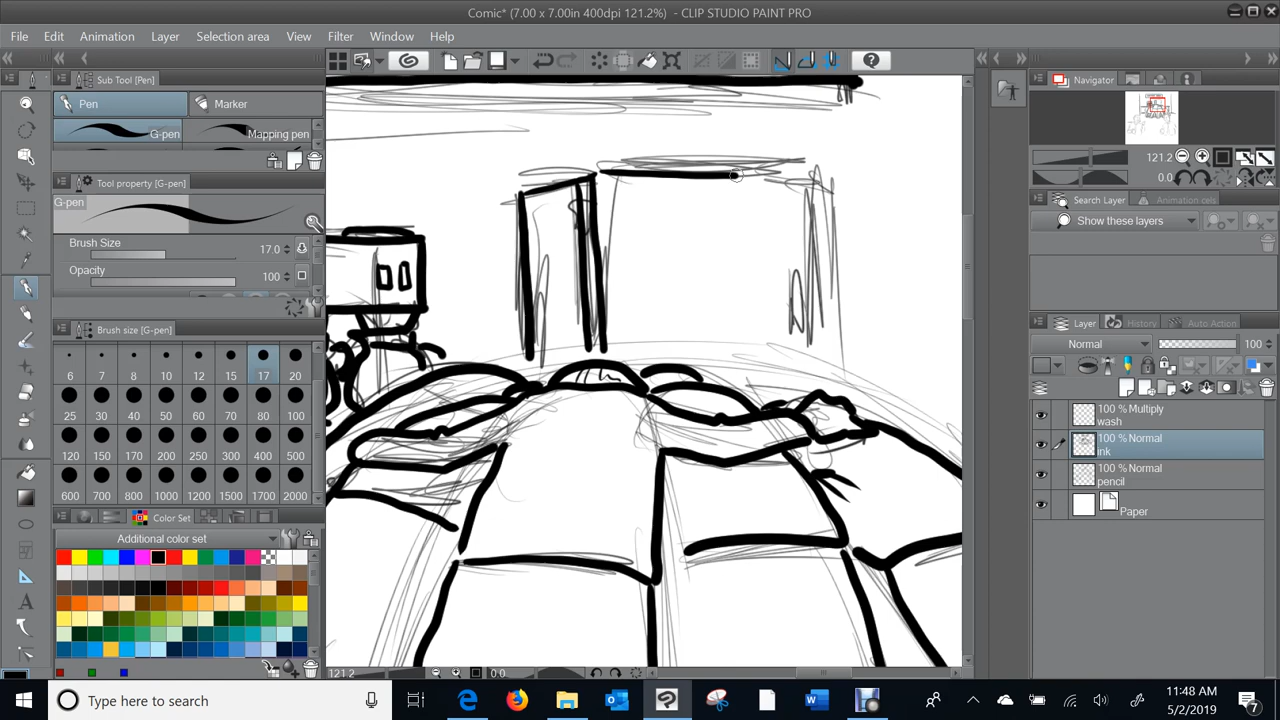 Comic* (7.00 x 7.00in 400dpi 121.2%) - CLIP STUDIO PAINT PRO
File Edit Animation Layer Selection area View Filter Window Help
Sub Tool [Pen]
Pen Marker
G-pen Mapping pen
Tool property [G-pen]
G-pen
Brush Size 17.0
Opacity 100
Brush size [G-pen]
6 7 8 10 12 15 17 20
25 30 40 50 60 70 80 100
120 150 170 200 250 300 400 500
600 700 800 1000 1200 1500 1700 2000
Color Set
Additional color set
121.2 0.0
Navigator
121.2
0.0
Search Layer Animation cels
Show these layers
Layer History Auto Action
Normal 100
100 % Multiply
wash
100 % Normal
ink
100 % Normal
pencil
Paper
Type here to search
11:48 AM
5/2/2019
7